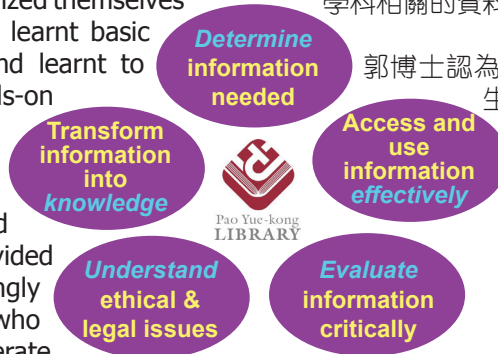 ized themselves
learnt basic
nd learnt to
ds-on
d
vided
ngly
who
erate
學科相關的資料
郭博士認為
Determine
information
needed
Access and
use
information
effectively
Evaluate
information
critically
Understand
ethical &
legal issues
Transform
information
into
knowledge
Pao Yue-kong
LIBRARY